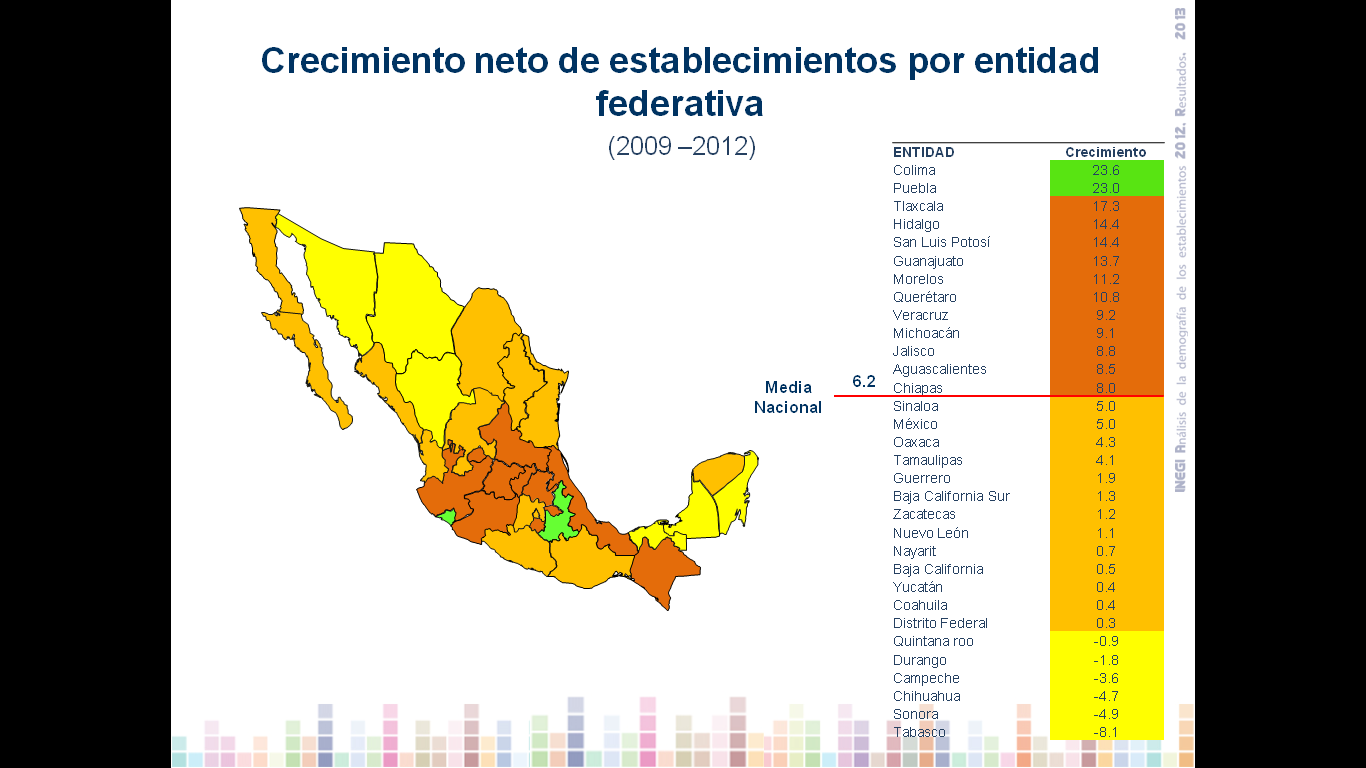 Crecimiento neto de establecimientos por entidad
federativa
(2009 –2012)
ENTIDAD Crecimiento
Colima 23.6
Puebla 23.0
Tlaxcala 17.3
Hidalgo 14.4
San Luis Potosí 14.4
Guanajuato 13.7
Morelos 11.2
Querétaro 10.8
Veracruz 9.2
Michoacán 9.1
Jalisco 8.8
Aguascalientes 8.5
Chiapas 8.0
Media
Nacional
6.2
Sinaloa 5.0
México 5.0
Oaxaca 4.3
Tamaulipas 4.1
Guerrero 1.9
Baja California Sur 1.3
Zacatecas 1.2
Nuevo León 1.1
Nayarit 0.7
Baja California 0.5
Yucatán 0.4
Coahuila 0.4
Distrito Federal 0.3
Quintana roo -0.9
Durango -1.8
Campeche -3.6
Chihuahua -4.7
Sonora -4.9
Tabasco -8.1
INEGI Análisis de la demografía de los establecimientos 2012. Resultados. 2013